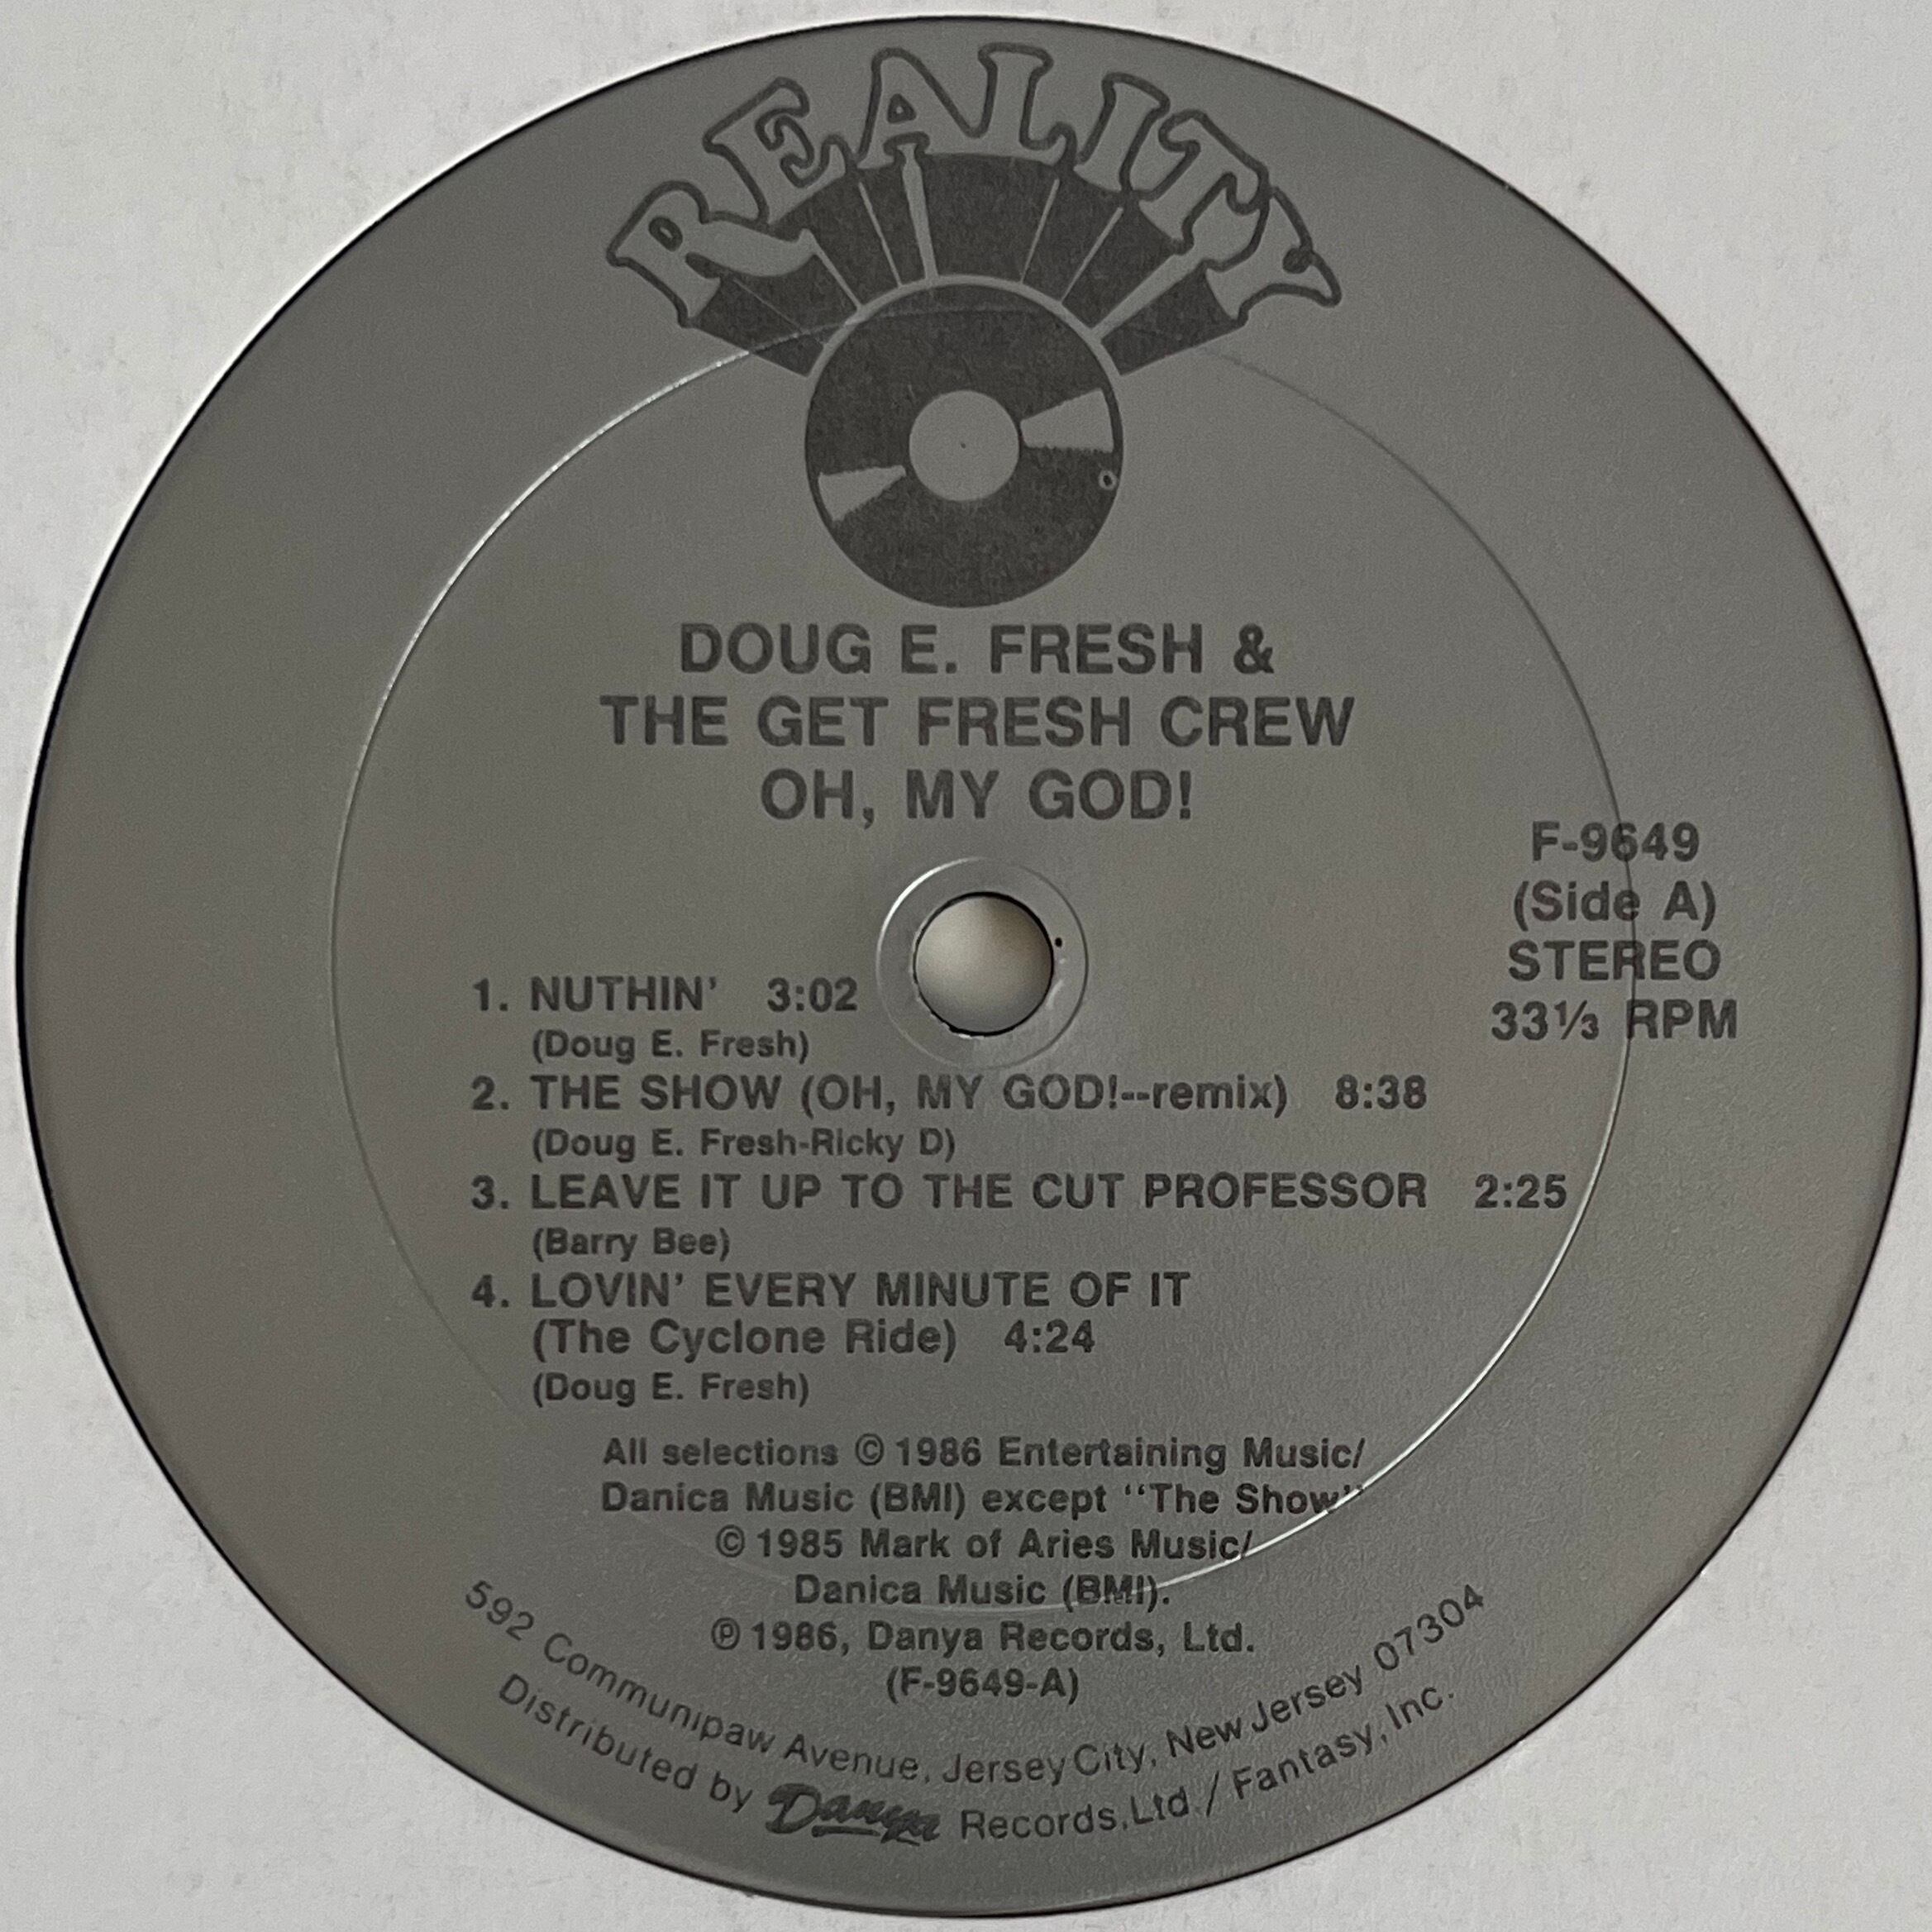 REALITY
DOUG E. FRESH &
THE GET FRESH CREW
OH, MY GOD!
F-9649
(Side A)
STEREO
33⅓ RPM
1. NUTHIN' 3:02
(Doug E. Fresh)
2. THE SHOW (OH, MY GOD!--remix) 8:38
(Doug E. Fresh-Ricky D)
3. LEAVE IT UP TO THE CUT PROFESSOR 2:25
(Barry Bee)
4. LOVIN' EVERY MINUTE OF IT
(The Cyclone Ride) 4:24
(Doug E. Fresh)
All selections © 1986 Entertaining Music/
Danica Music (BMI) except ‘‘The Show’’
© 1985 Mark of Aries Music/
Danica Music (BMI).
℗ 1986, Danya Records, Ltd.
(F-9649-A)
592 Communipaw Avenue, Jersey City, New Jersey 07304
Distributed by Danya Records, Ltd. / Fantasy, Inc.